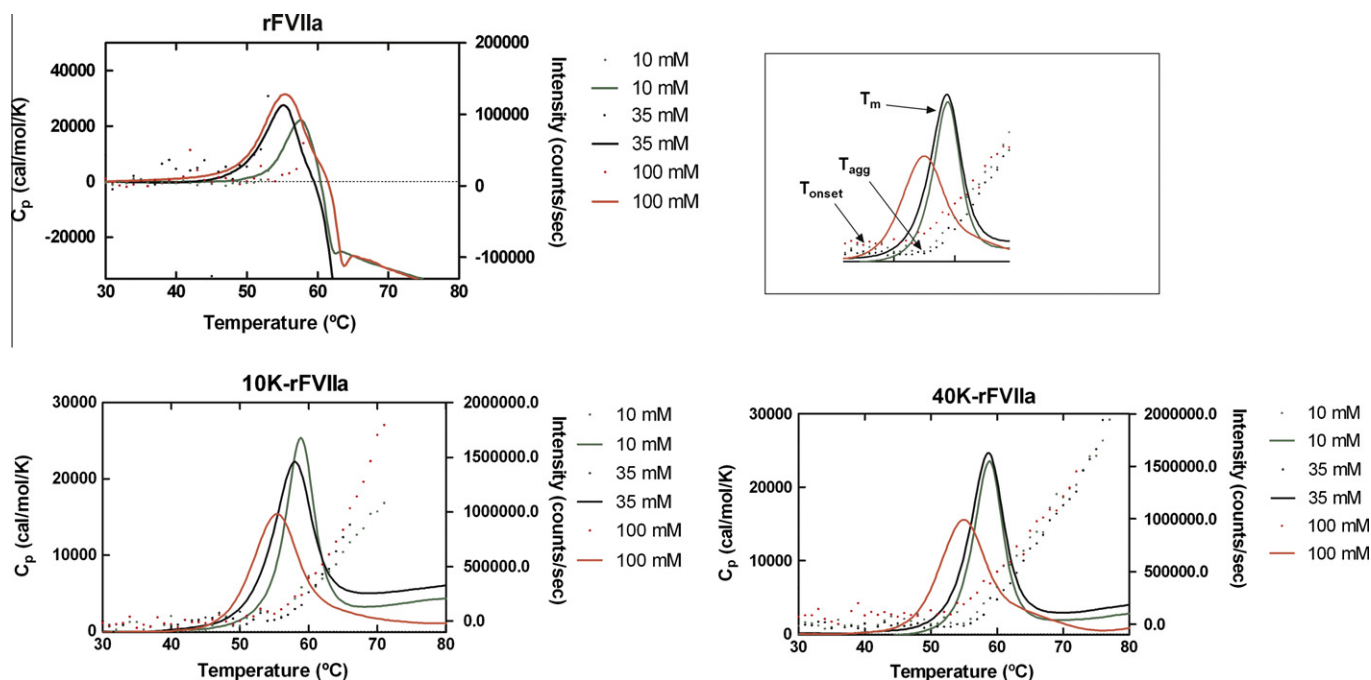 rFVIIa
40000
20000
0
-20000
Cp (cal/mol/K)
30 40 50 60 70 80
Temperature (ºC)
200000
100000
0
-100000
Intensity (counts/sec)
10 mM
10 mM
35 mM
35 mM
100 mM
100 mM
Tm
Tagg
Tonset
10K-rFVIIa
30000
20000
10000
0
Cp (cal/mol/K)
30 40 50 60 70 80
Temperature (ºC)
2000000.0
1500000.0
1000000.0
500000.0
0.0
Intensity (counts/sec)
10 mM
10 mM
35 mM
35 mM
100 mM
100 mM
40K-rFVIIa
30000
20000
10000
0
Cp (cal/mol/K)
30 40 50 60 70 80
Temperature (ºC)
2000000.0
1500000.0
1000000.0
500000.0
0.0
Intensity (counts/sec)
10 mM
10 mM
35 mM
35 mM
100 mM
100 mM